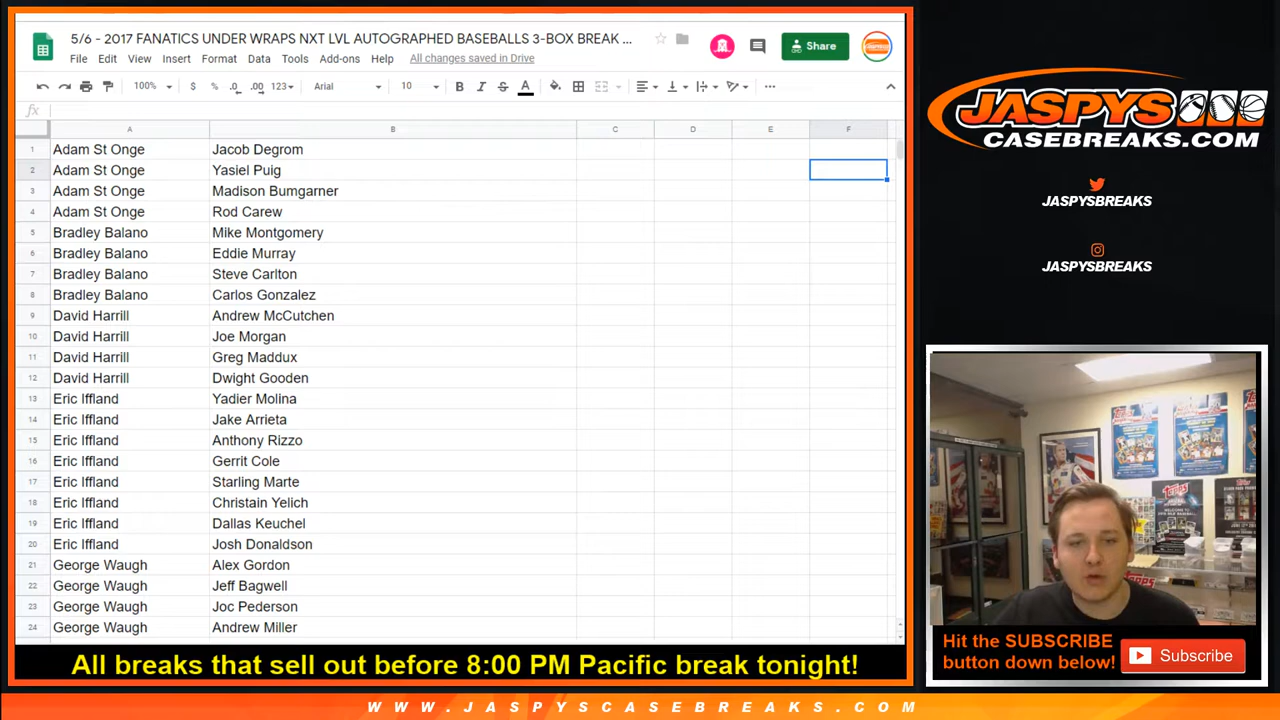 5/6 - 2017 FANATICS UNDER WRAPS NXT LVL AUTOGRAPHED BASEBALLS 3-BOX BREAK ...
Share
File Edit View Insert Format Data Tools Add-ons Help All changes saved in Drive
100% $ % .0 .00 123 Arial 10 B I S A
fx
A B C D E F
1 Adam St Onge Jacob Degrom
2 Adam St Onge Yasiel Puig
3 Adam St Onge Madison Bumgarner
4 Adam St Onge Rod Carew
5 Bradley Balano Mike Montgomery
6 Bradley Balano Eddie Murray
7 Bradley Balano Steve Carlton
8 Bradley Balano Carlos Gonzalez
9 David Harrill Andrew McCutchen
10 David Harrill Joe Morgan
11 David Harrill Greg Maddux
12 David Harrill Dwight Gooden
13 Eric Iffland Yadier Molina
14 Eric Iffland Jake Arrieta
15 Eric Iffland Anthony Rizzo
16 Eric Iffland Gerrit Cole
17 Eric Iffland Starling Marte
18 Eric Iffland Christain Yelich
19 Eric Iffland Dallas Keuchel
20 Eric Iffland Josh Donaldson
21 George Waugh Alex Gordon
22 George Waugh Jeff Bagwell
23 George Waugh Joc Pederson
24 George Waugh Andrew Miller
All breaks that sell out before 8:00 PM Pacific break tonight!
JASPYS
CASEBREAKS.COM
JASPYSBREAKS
JASPYSBREAKS
topps
topps
Topps
Hit the SUBSCRIBE
button down below!
Subscribe
WWW.JASPYSCASEBREAKS.COM